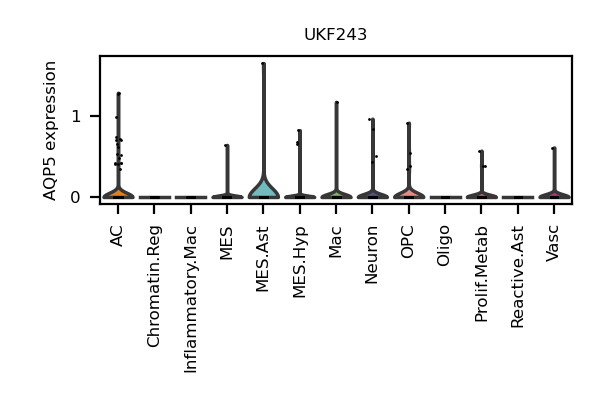 UKF243
AQP5 expression
1
0
AC
Chromatin.Reg
Inflammatory.Mac
MES
MES.Ast
MES.Hyp
Mac
Neuron
OPC
Oligo
Prolif.Metab
Reactive.Ast
Vasc